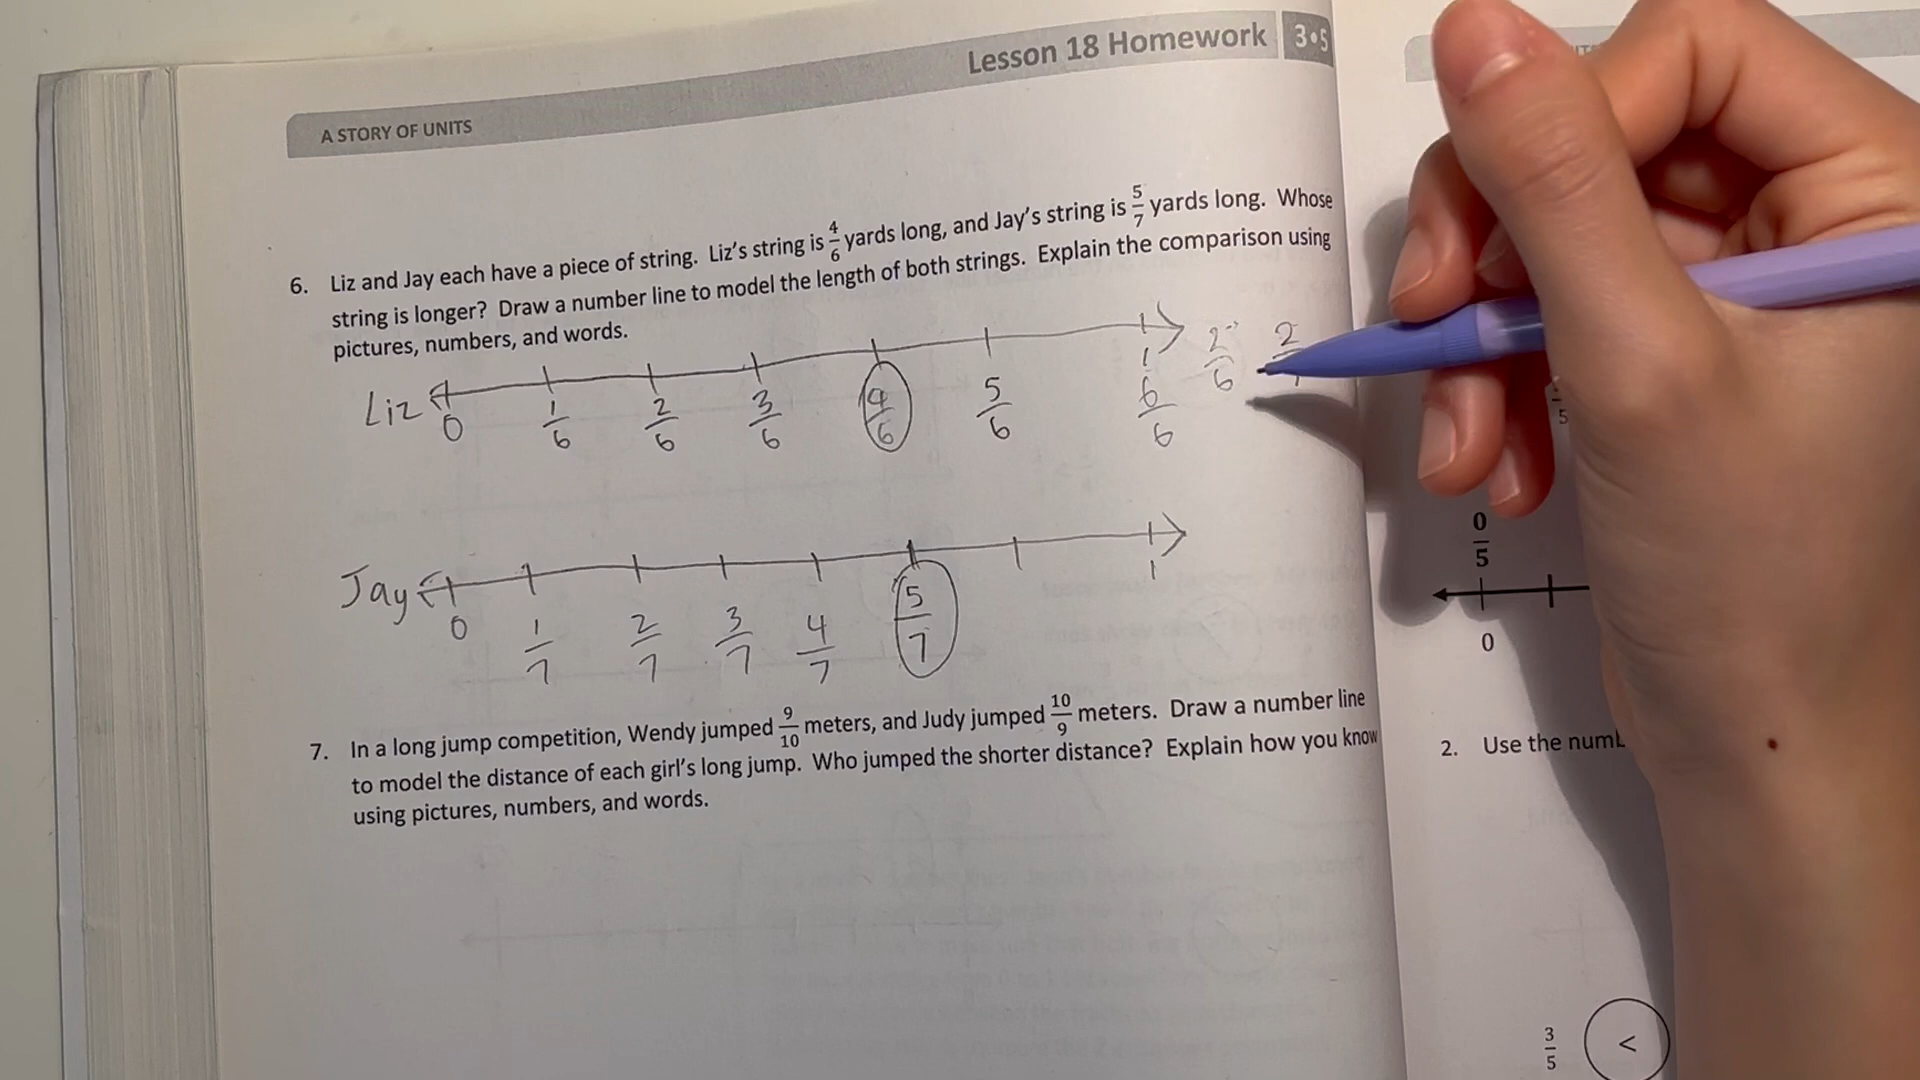 Lesson 18 Homework 3•5
A STORY OF UNITS
6. Liz and Jay each have a piece of string. Liz's string is 4/6 yards long, and Jay's string is 5/7 yards long. Whose
string is longer? Draw a number line to model the length of both strings. Explain the comparison using
pictures, numbers, and words.
Liz 0 1/6 2/6 3/6 4/6 5/6 1 6/6
2/6 2
Jay 0 1/7 2/7 3/7 4/7 5/7 1
7. In a long jump competition, Wendy jumped 9/10 meters, and Judy jumped 10/9 meters. Draw a number line
to model the distance of each girl's long jump. Who jumped the shorter distance? Explain how you know
using pictures, numbers, and words.
0/5
0
2. Use the
3/5 <